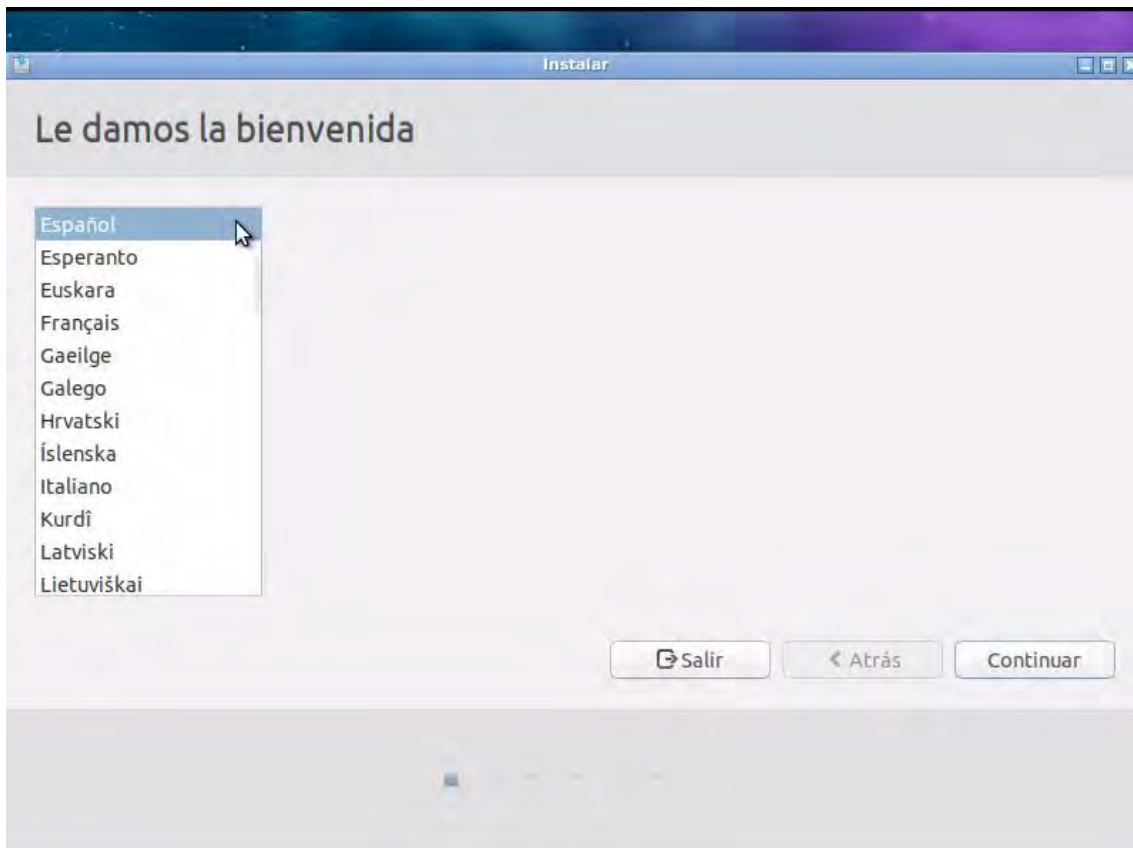 Instalar
Le damos la bienvenida
Español
Esperanto
Euskara
Français
Gaeilge
Galego
Hrvatski
Íslenska
Italiano
Kurdî
Latviski
Lietuviškai
Salir
Atrás
Continuar